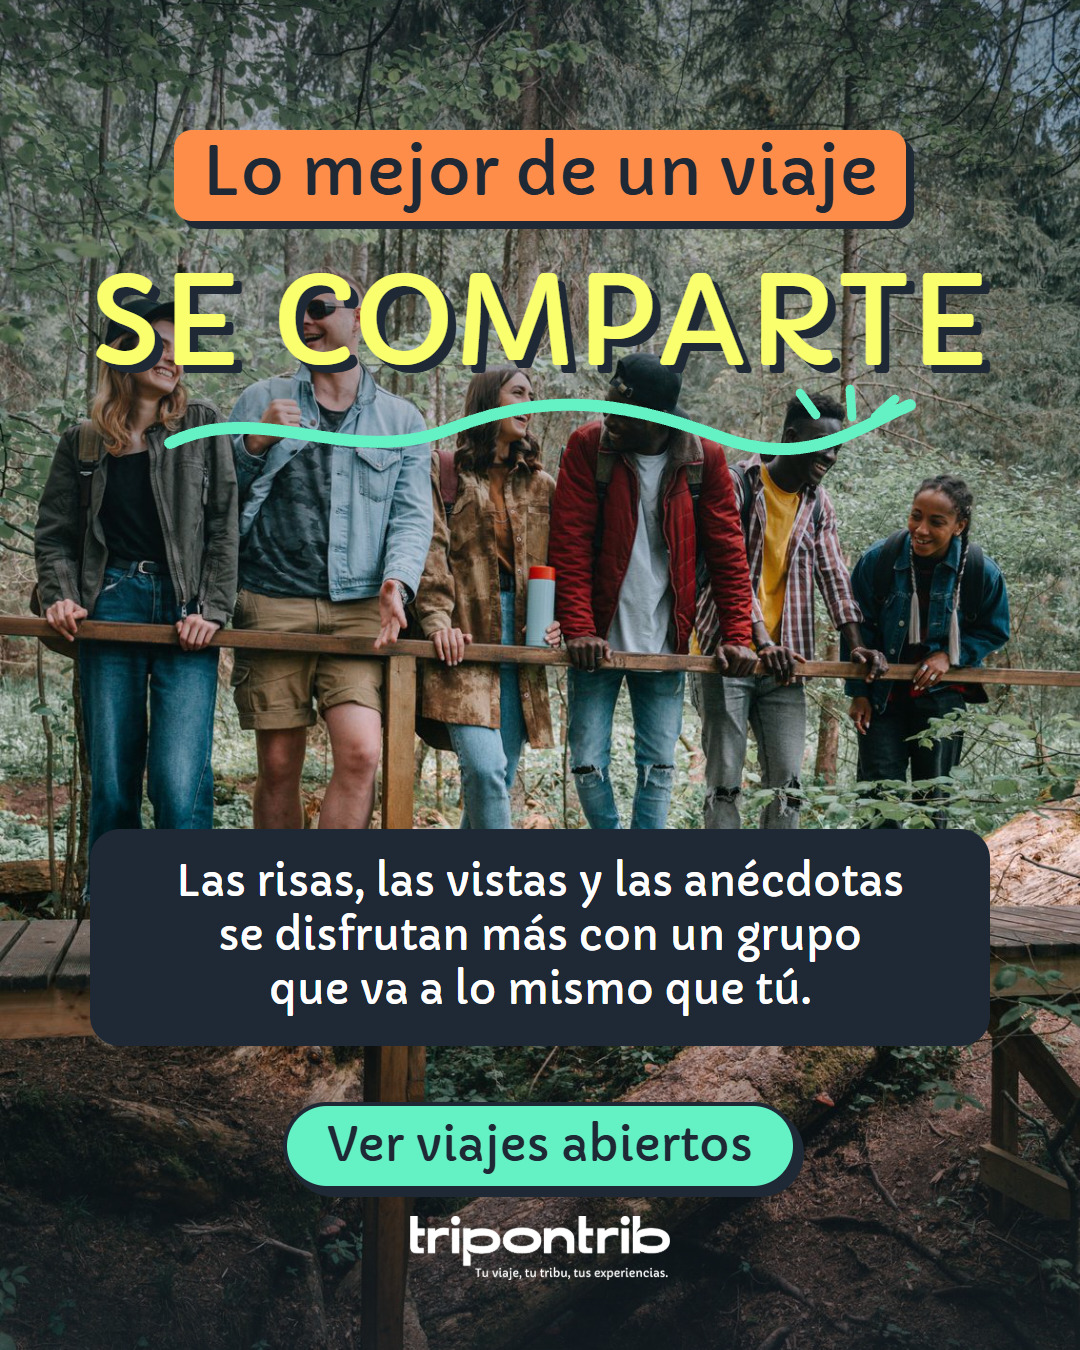 Lo mejor de un viaje
SE COMPARTE
Las risas, las vistas y las anécdotas
se disfrutan más con un grupo
que va a lo mismo que tú.
Ver viajes abiertos
tripontrib
Tu viaje, tu tribu, tus experiencias.